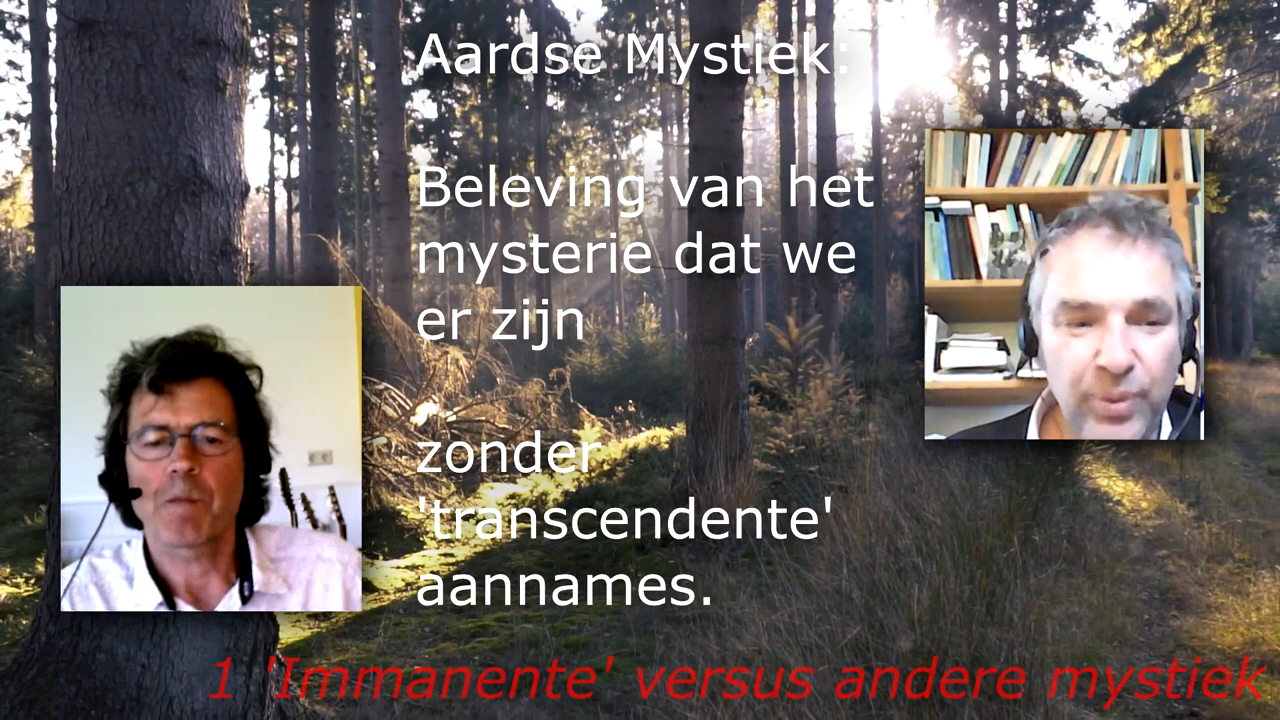 Aardse Mystiek:
Beleving van het
mysterie dat we
er zijn
zonder
'transcendente'
aannames.
1 'Immanente' versus andere mystiek